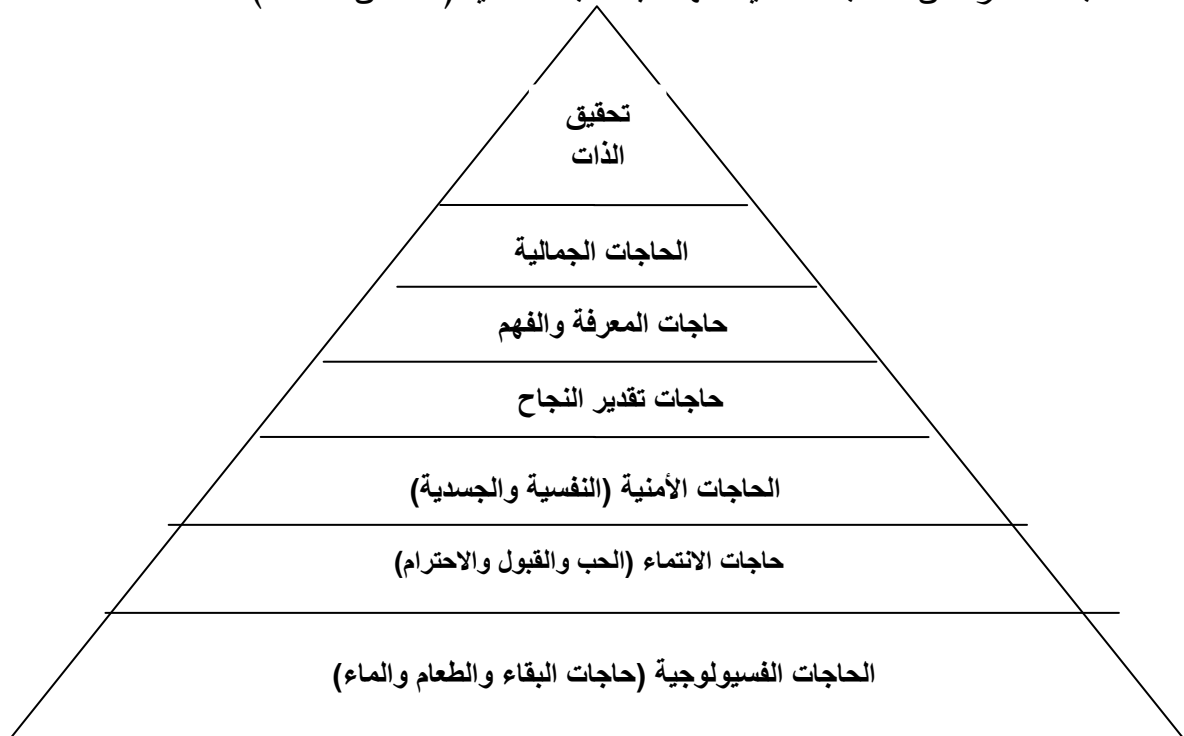 تحقيق
الذات
الحاجات الجمالية
حاجات المعرفة والفهم
حاجات تقدير النجاح
الحاجات الأمنية (النفسية والجسدية)
حاجات الانتماء (الحب والقبول والاحترام)
الحاجات الفسيولوجية (حاجات البقاء والطعام والماء)